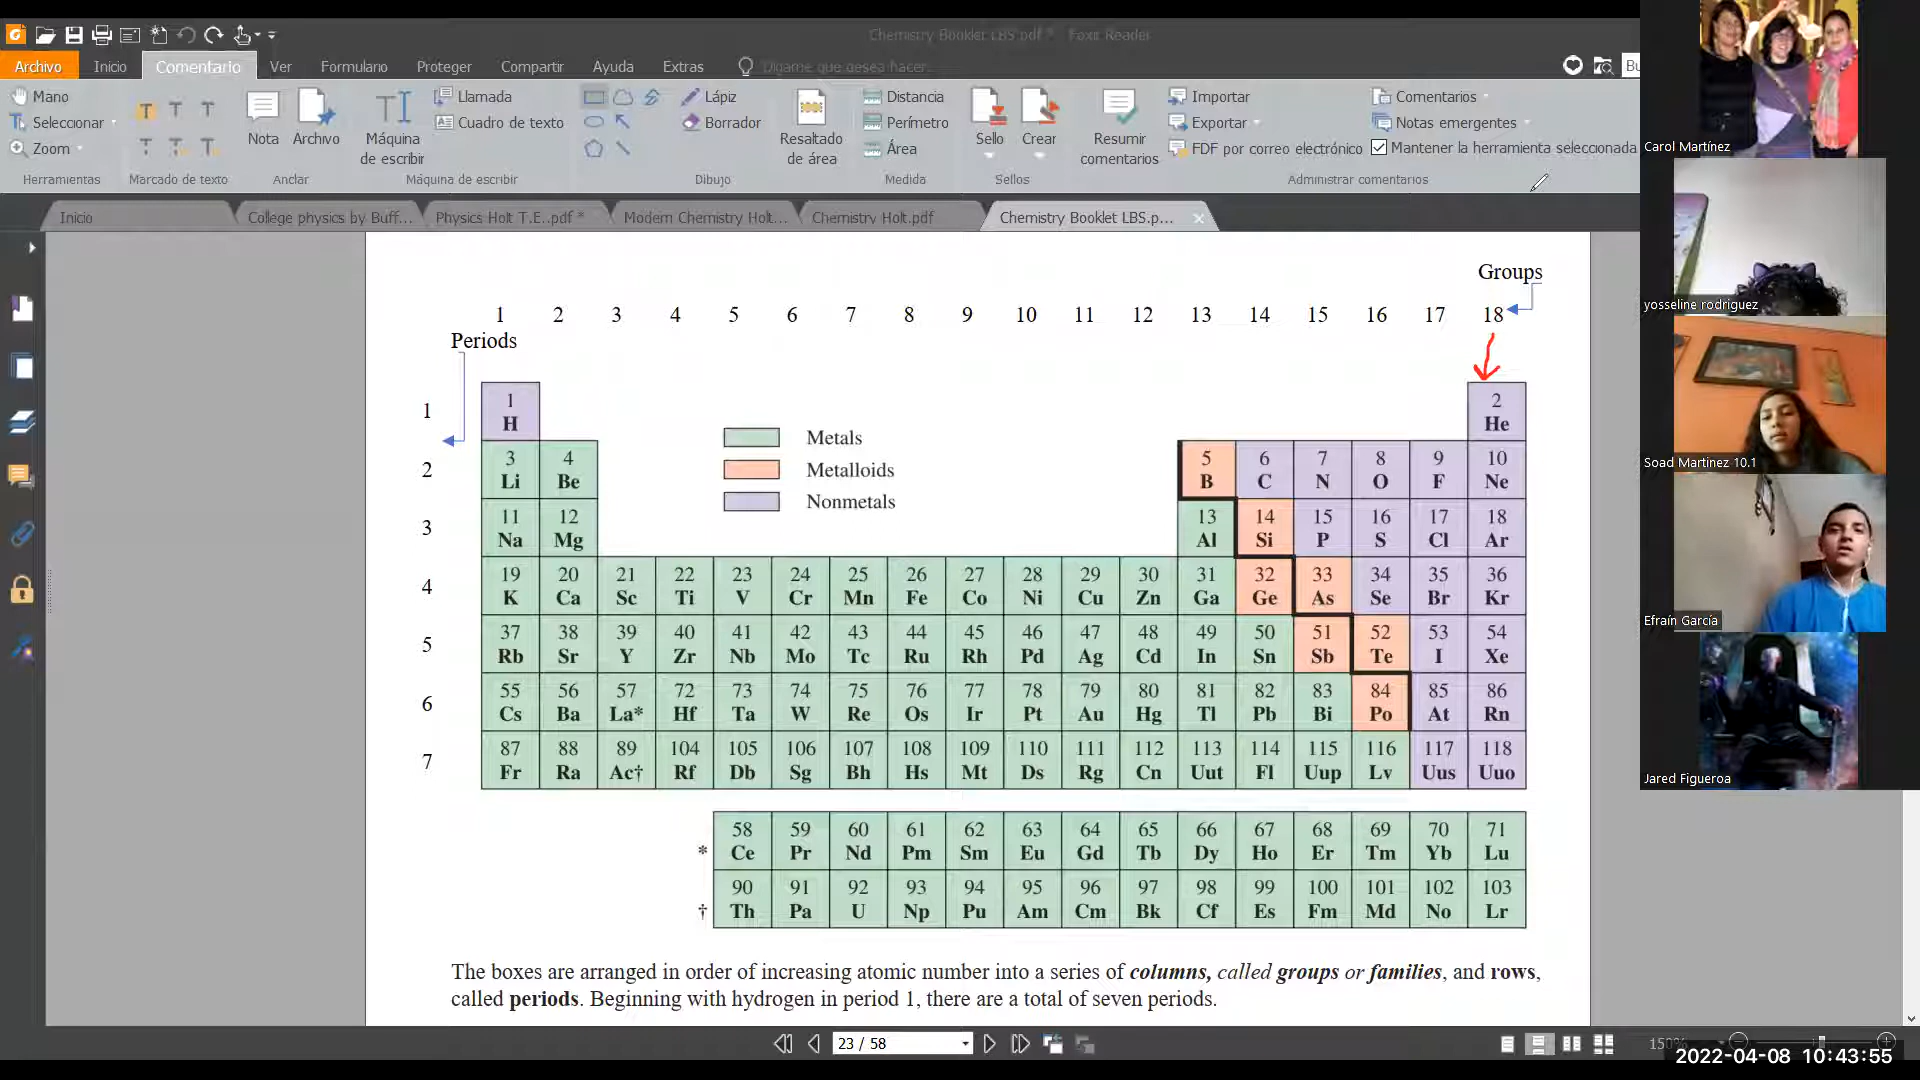 Chemistry Booklet LBS.pdf * - Foxit Reader
Archivo Inicio Comentario Ver Formulario Proteger Compartir Ayuda Extras Dígame que desea hacer...
Mano
Seleccionar
Zoom
Herramientas
Marcado de texto
Nota Archivo
Anclar
Máquina de escribir
Llamada
Cuadro de texto
Máquina de escribir
Lápiz
Borrador
Dibujo
Resaltado de área
Distancia
Perímetro
Área
Medida
Sello Crear
Sellos
Resumir comentarios
Importar
Exportar
FDF por correo electrónico
Comentarios
Notas emergentes
Mantener la herramienta seleccionada
Administrar comentarios
Inicio College physics by Buff... Physics Holt T.E..pdf * Modern Chemistry Holt... Chemistry Holt.pdf Chemistry Booklet LBS.p...
Groups
1 2 3 4 5 6 7 8 9 10 11 12 13 14 15 16 17 18
Periods
1 2
1 H He
Metals
Metalloids
Nonmetals
3 4 5 6 7 8 9 10
2 Li Be B C N O F Ne
11 12 13 14 15 16 17 18
3 Na Mg Al Si P S Cl Ar
19 20 21 22 23 24 25 26 27 28 29 30 31 32 33 34 35 36
4 K Ca Sc Ti V Cr Mn Fe Co Ni Cu Zn Ga Ge As Se Br Kr
37 38 39 40 41 42 43 44 45 46 47 48 49 50 51 52 53 54
5 Rb Sr Y Zr Nb Mo Tc Ru Rh Pd Ag Cd In Sn Sb Te I Xe
55 56 57 72 73 74 75 76 77 78 79 80 81 82 83 84 85 86
6 Cs Ba La* Hf Ta W Re Os Ir Pt Au Hg Tl Pb Bi Po At Rn
87 88 89 104 105 106 107 108 109 110 111 112 113 114 115 116 117 118
7 Fr Ra Ac† Rf Db Sg Bh Hs Mt Ds Rg Cn Uut Fl Uup Lv Uus Uuo
58 59 60 61 62 63 64 65 66 67 68 69 70 71
* Ce Pr Nd Pm Sm Eu Gd Tb Dy Ho Er Tm Yb Lu
90 91 92 93 94 95 96 97 98 99 100 101 102 103
† Th Pa U Np Pu Am Cm Bk Cf Es Fm Md No Lr
The boxes are arranged in order of increasing atomic number into a series of columns, called groups or families, and rows,
called periods. Beginning with hydrogen in period 1, there are a total of seven periods.
23 / 58
150%
Carol Martínez
yosseline rodriguez
Soad Martinez 10.1
Efraín García
Jared Figueroa
2022-04-08 10:43:55